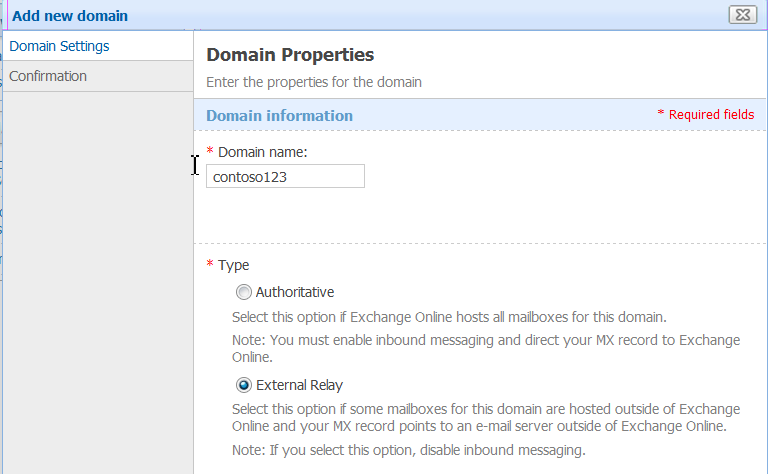 Add new domain
Domain Settings
Confirmation
Domain Properties
Enter the properties for the domain
Domain information
* Required fields
* Domain name:
contoso123
* Type
Authoritative
Select this option if Exchange Online hosts all mailboxes for this domain.
Note: You must enable inbound messaging and direct your MX record to Exchange
Online.
External Relay
Select this option if some mailboxes for this domain are hosted outside of Exchange
Online and your MX record points to an e-mail server outside of Exchange Online.
Note: If you select this option, disable inbound messaging.